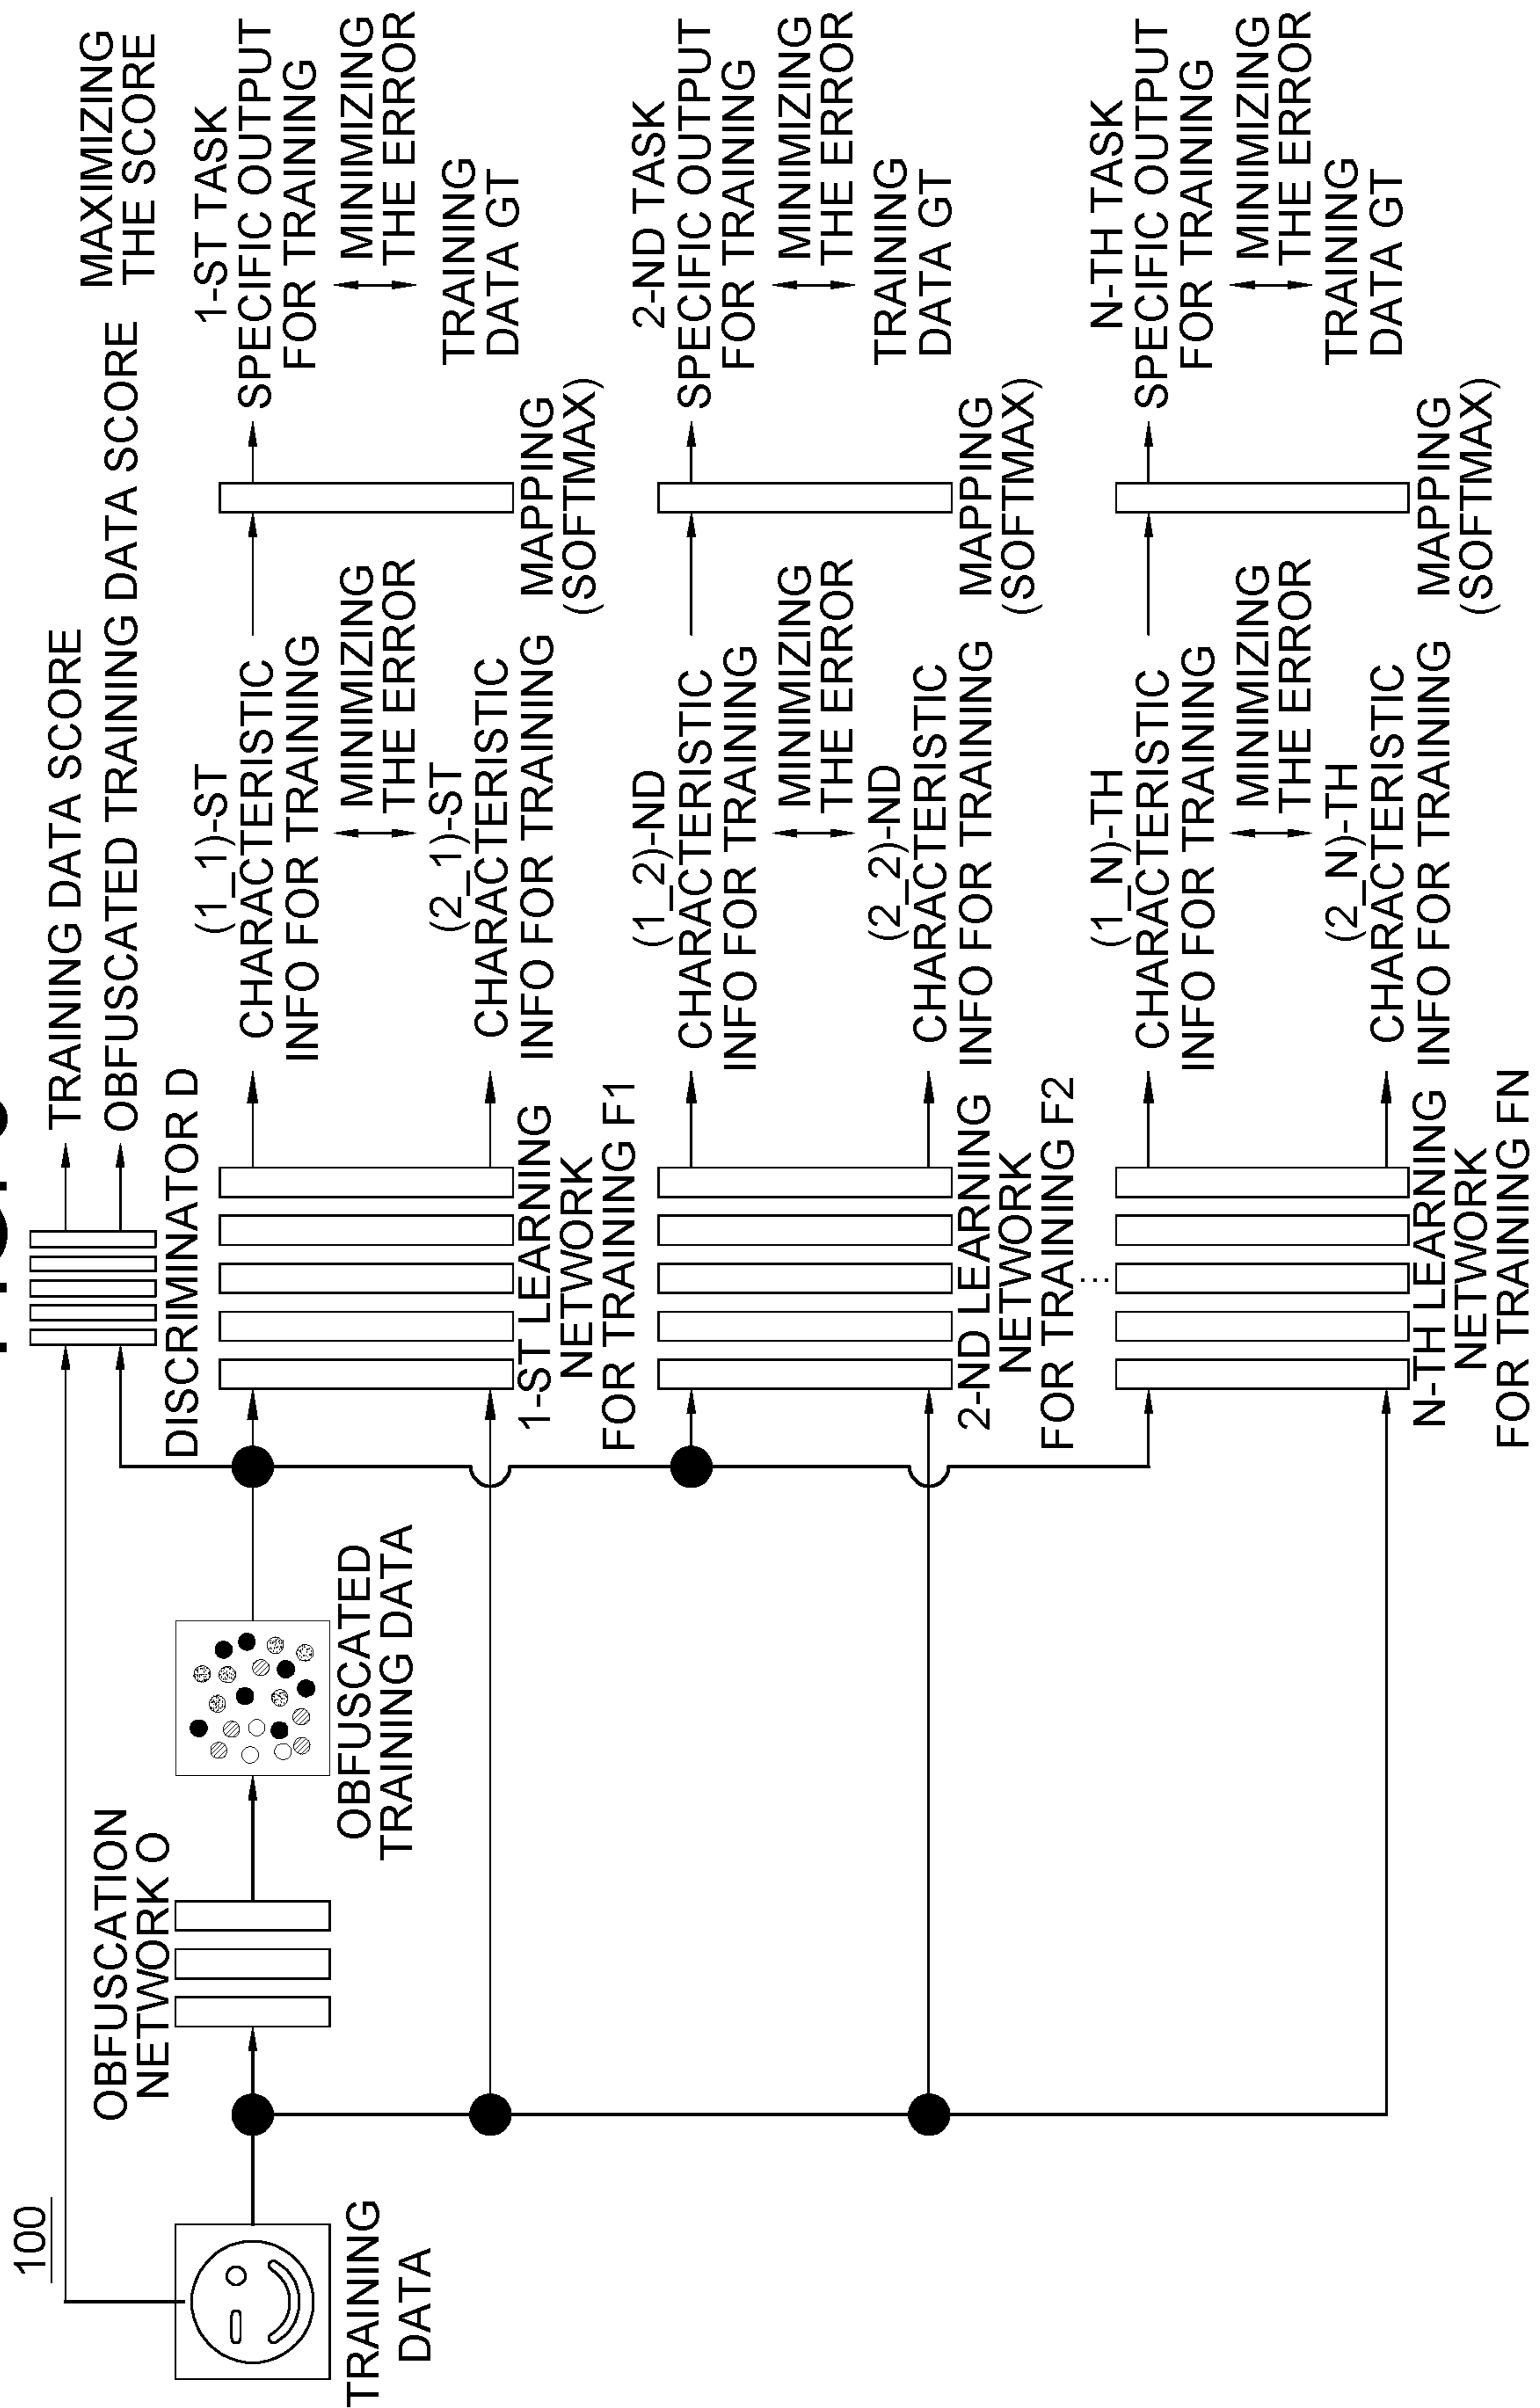 100
TRAINING
DATA
OBFUSCATION
NETWORK O
OBFUSCATED
TRAINING DATA
DISCRIMINATOR D
TRAINING DATA SCORE
OBFUSCATED TRAINING DATA SCORE
MAXIMIZING
THE SCORE
1-ST LEARNING
NETWORK
FOR TRAINING F1
(1_1)-ST
CHARACTERISTIC
INFO FOR TRAINING
MINIMIZING
THE ERROR
(2_1)-ST
CHARACTERISTIC
INFO FOR TRAINING
MAPPING
(SOFTMAX)
1-ST TASK
SPECIFIC OUTPUT
FOR TRAINING
MINIMIZING
THE ERROR
TRAINING
DATA GT
2-ND LEARNING
NETWORK
FOR TRAINING F2
(1_2)-ND
CHARACTERISTIC
INFO FOR TRAINING
MINIMIZING
THE ERROR
(2_2)-ND
CHARACTERISTIC
INFO FOR TRAINING
MAPPING
(SOFTMAX)
2-ND TASK
SPECIFIC OUTPUT
FOR TRAINING
MINIMIZING
THE ERROR
TRAINING
DATA GT
...
N-TH LEARNING
NETWORK
FOR TRAINING FN
(1_N)-TH
CHARACTERISTIC
INFO FOR TRAINING
MINIMIZING
THE ERROR
(2_N)-TH
CHARACTERISTIC
INFO FOR TRAINING
MAPPING
(SOFTMAX)
N-TH TASK
SPECIFIC OUTPUT
FOR TRAINING
MINIMIZING
THE ERROR
TRAINING
DATA GT